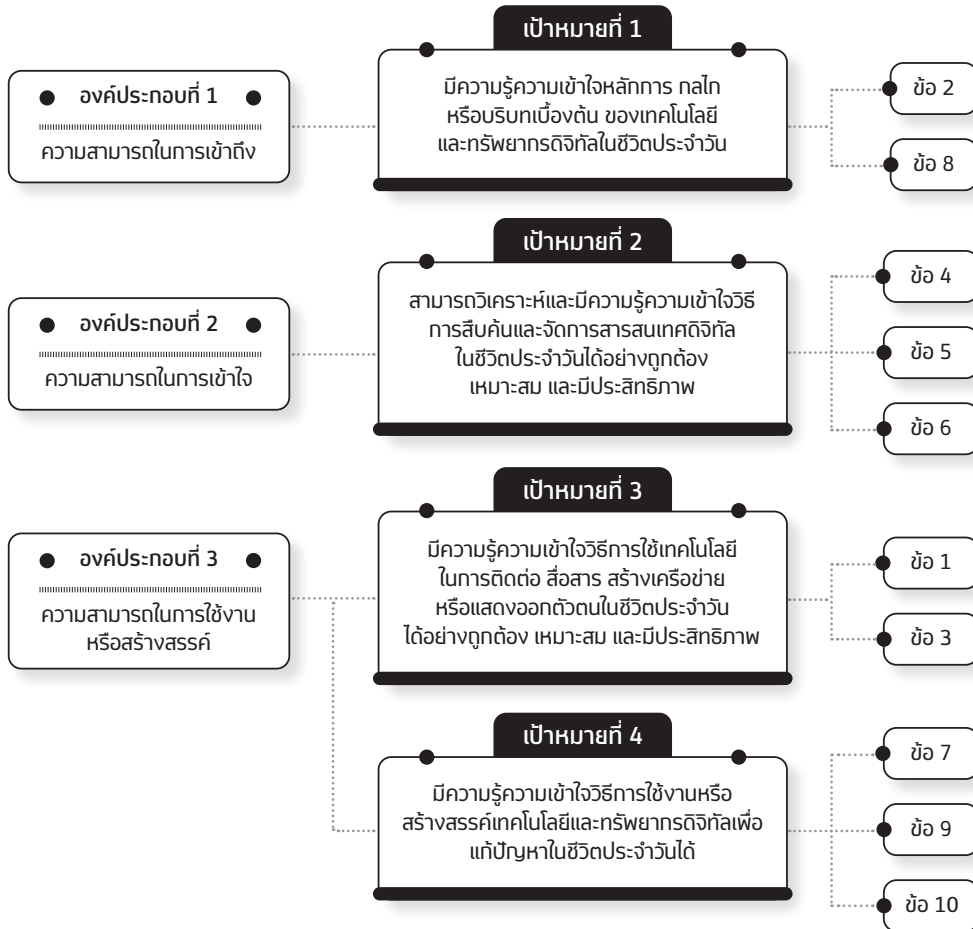 เป้าหมายที่ 1
องค์ประกอบที่ 1
ความสามารถในการเข้าถึง
มีความรู้ความเข้าใจหลักการ กลไก
หรือบริบทเบื้องต้น ของเทคโนโลยี
และทรัพยากรดิจิทัลในชีวิตประจำวัน
ข้อ 2
ข้อ 8
เป้าหมายที่ 2
องค์ประกอบที่ 2
ความสามารถในการเข้าใจ
สามารถวิเคราะห์และมีความรู้ความเข้าใจวิธี
การสืบค้นและจัดการสารสนเทศดิจิทัล
ในชีวิตประจำวันได้อย่างถูกต้อง
เหมาะสม และมีประสิทธิภาพ
ข้อ 4
ข้อ 5
ข้อ 6
เป้าหมายที่ 3
องค์ประกอบที่ 3
ความสามารถในการใช้งาน
หรือสร้างสรรค์
มีความรู้ความเข้าใจวิธีการใช้เทคโนโลยี
ในการติดต่อ สื่อสาร สร้างเครือข่าย
หรือแสดงออกตัวตนในชีวิตประจำวัน
ได้อย่างถูกต้อง เหมาะสม และมีประสิทธิภาพ
ข้อ 1
ข้อ 3
เป้าหมายที่ 4
มีความรู้ความเข้าใจวิธีการใช้งานหรือ
สร้างสรรค์เทคโนโลยีและทรัพยากรดิจิทัลเพื่อ
แก้ปัญหาในชีวิตประจำวันได้
ข้อ 7
ข้อ 9
ข้อ 10